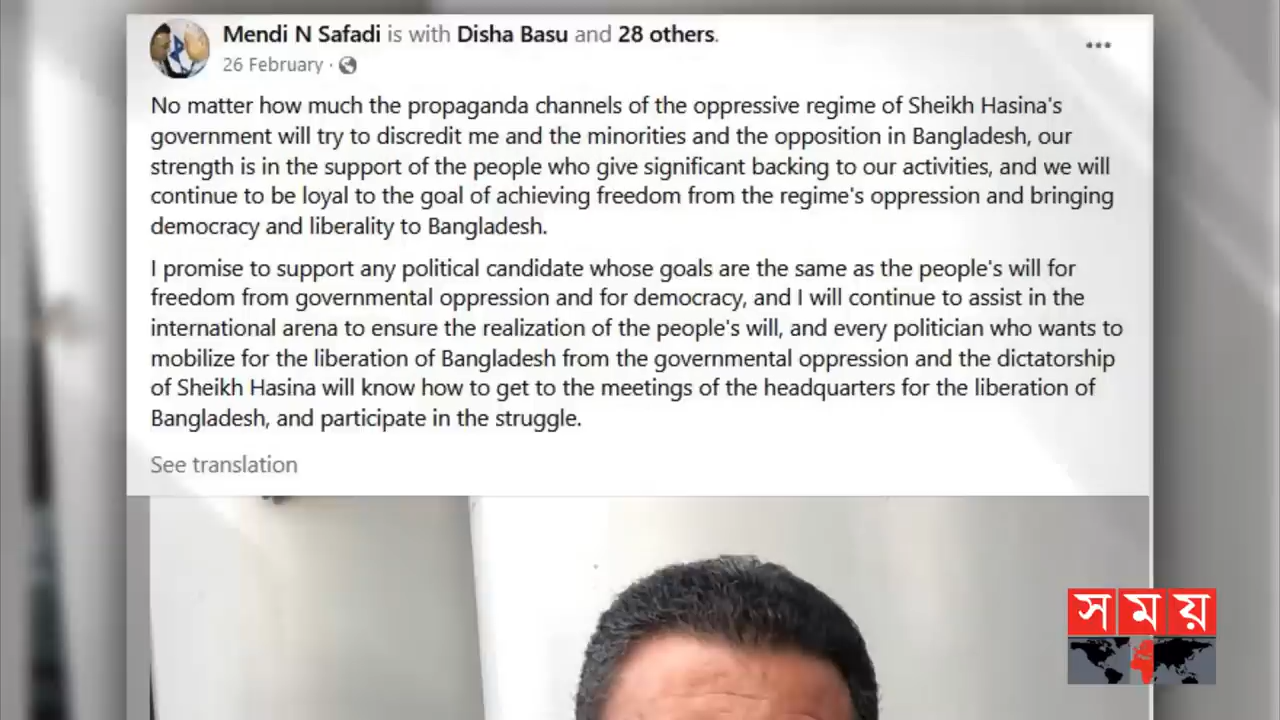 Mendi N Safadi is with Disha Basu and 28 others.
26 February ·
No matter how much the propaganda channels of the oppressive regime of Sheikh Hasina's
government will try to discredit me and the minorities and the opposition in Bangladesh, our
strength is in the support of the people who give significant backing to our activities, and we will
continue to be loyal to the goal of achieving freedom from the regime's oppression and bringing
democracy and liberality to Bangladesh.
I promise to support any political candidate whose goals are the same as the people's will for
freedom from governmental oppression and for democracy, and I will continue to assist in the
international arena to ensure the realization of the people's will, and every politician who wants to
mobilize for the liberation of Bangladesh from the governmental oppression and the dictatorship
of Sheikh Hasina will know how to get to the meetings of the headquarters for the liberation of
Bangladesh, and participate in the struggle.
See translation
সময়